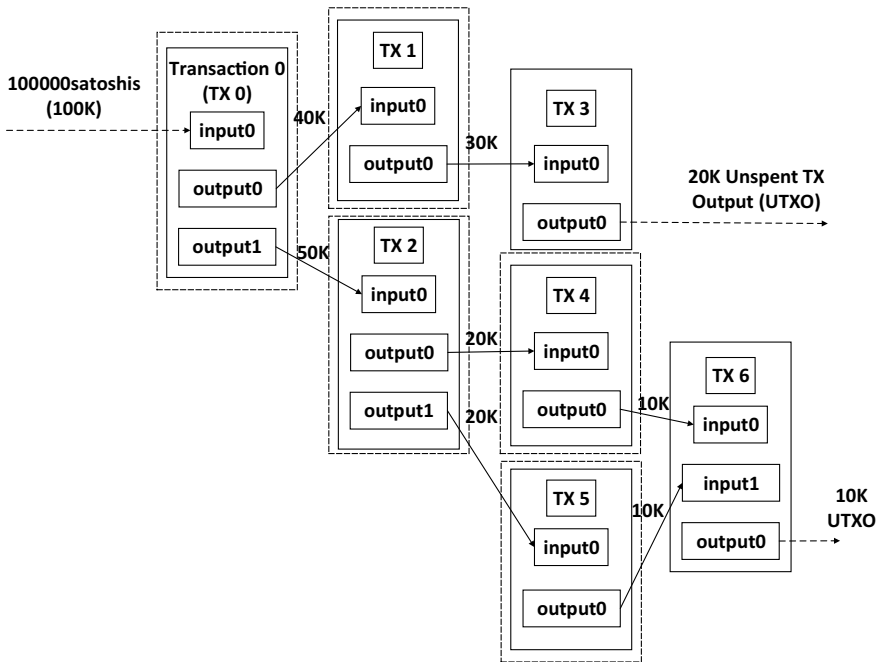 100000satoshis
(100K)
Transaction 0
(TX 0)
input0
output0
output1
40K
50K
TX 1
input0
output0
30K
TX 2
input0
output0
output1
20K
20K
TX 3
input0
output0
20K Unspent TX
Output (UTXO)
TX 4
input0
output0
10K
TX 5
input0
output0
10K
TX 6
input0
input1
output0
10K
UTXO